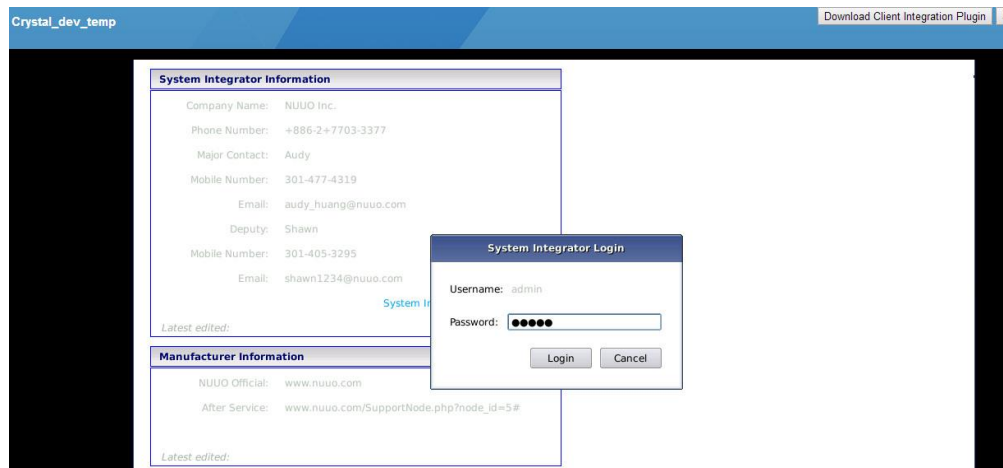 Crystal_dev_temp
Download Client Integration Plugin
System Integrator Information
Company Name: NUUO Inc.
Phone Number: +886-2+7703-3377
Major Contact: Audy
Mobile Number: 301-477-4319
Email: audy_huang@nuuo.com
Deputy: Shawn
Mobile Number: 301-405-3295
Email: shawn1234@nuuo.com
System
Latest edited:
System Integrator Login
Username: admin
Password: ●●●●●
Login Cancel
Manufacturer Information
NUUO Official: www.nuuo.com
After Service: www.nuuo.com/SupportNode.php?node_id=5#
Latest edited: